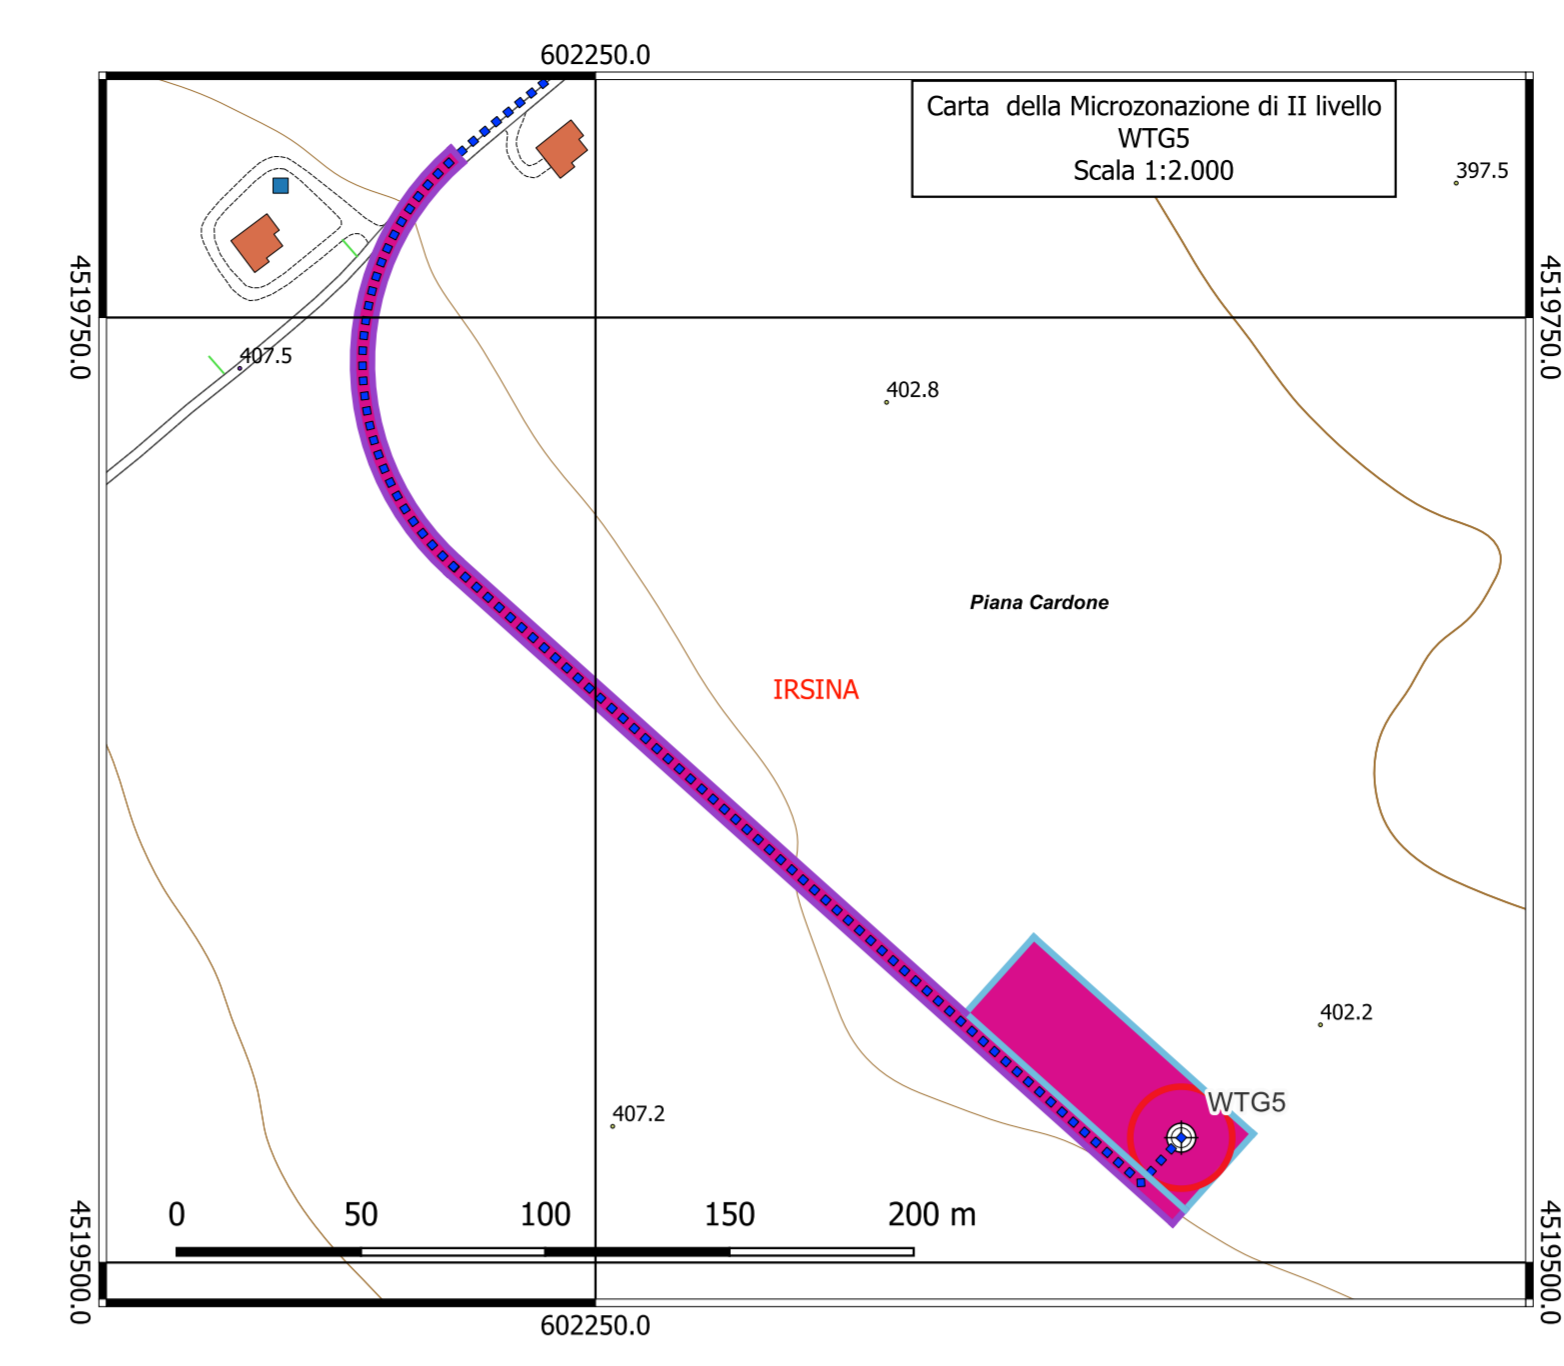 602250.0
Carta della Microzonazione di II livello
WTG5
Scala 1:2.000
397.5
4519750.0
4519750.0
407.5
402.8
Piana Cardone
IRSINA
402.2
WTG5
407.2
0 50 100 150 200 m
4519500.0
4519500.0
602250.0